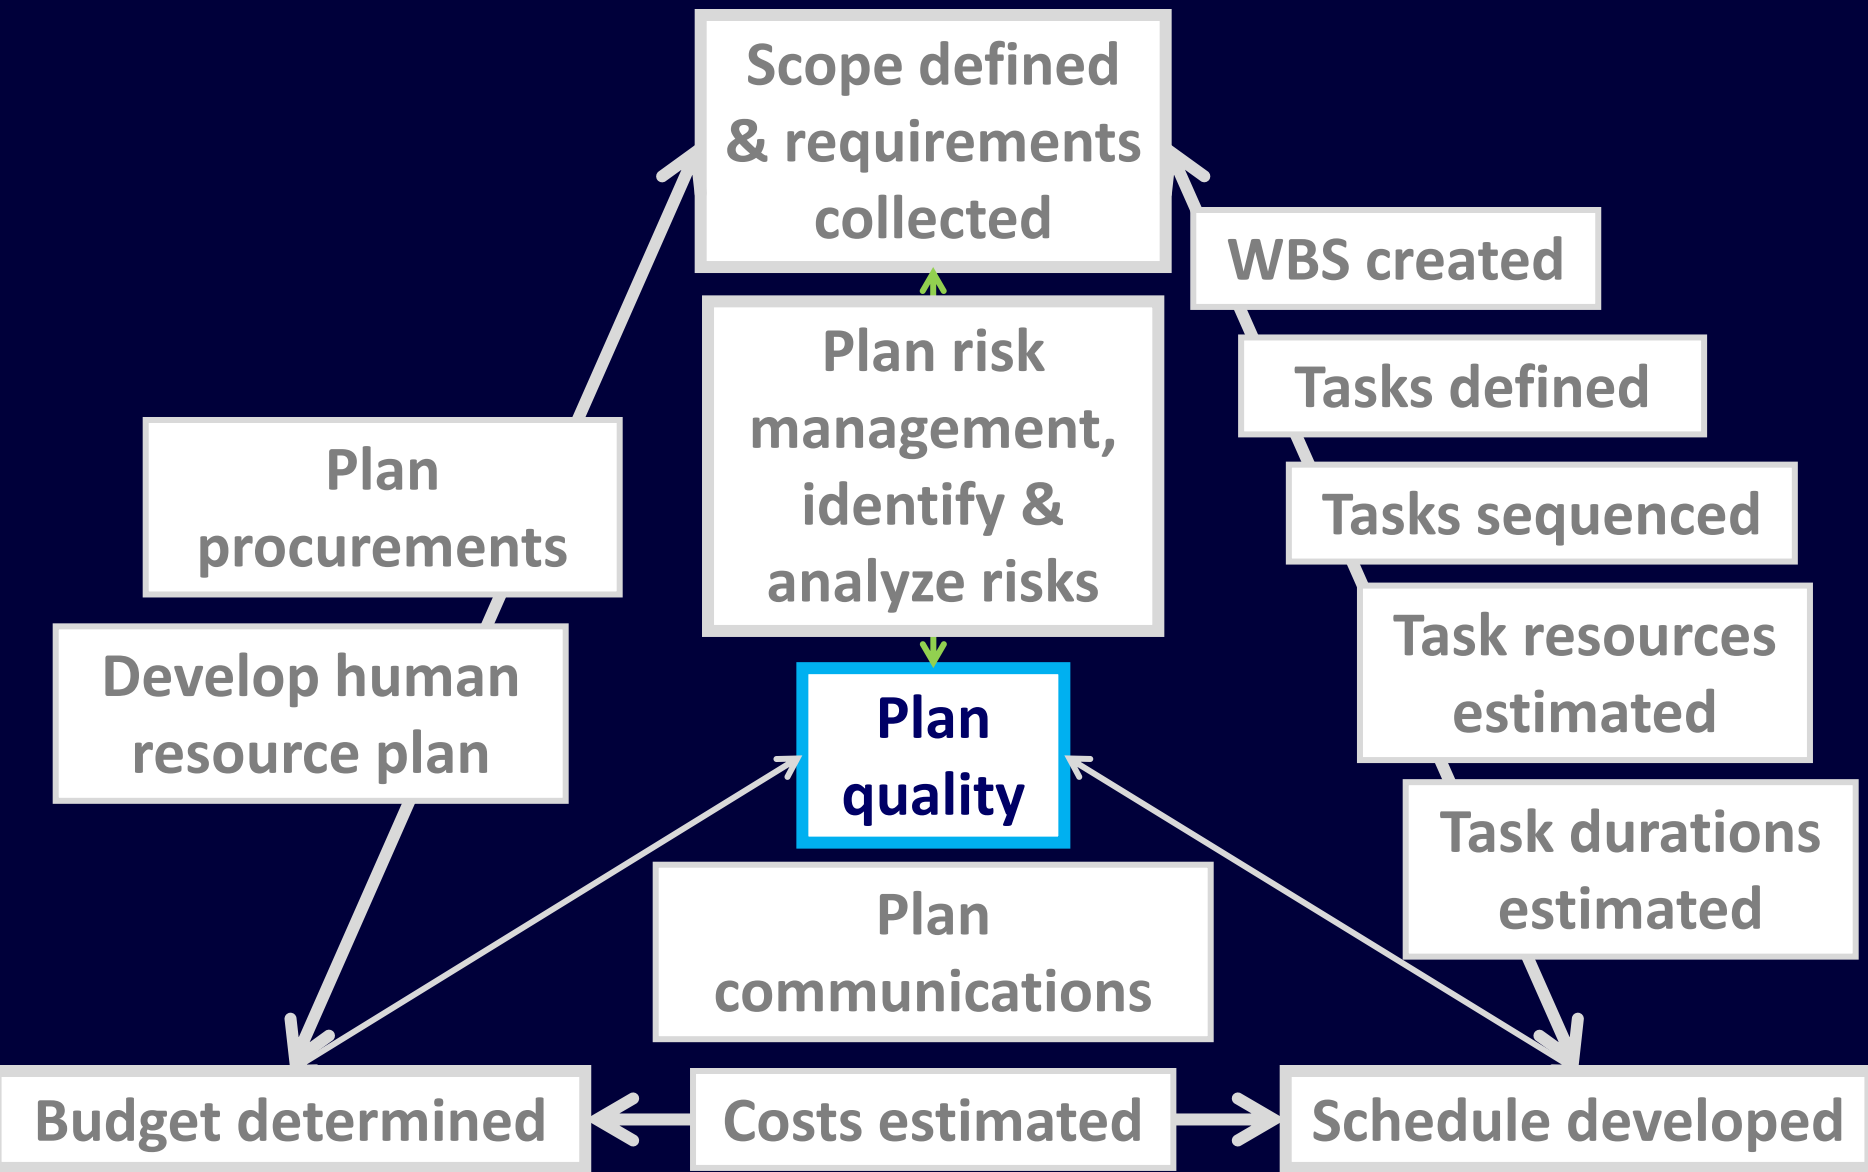 Scope defined
& requirements
collected
WBS created
Plan risk
management,
identify &
analyze risks
Tasks defined
Plan
procurements
Tasks sequenced
Develop human
resource plan
Task resources
estimated
Plan
quality
Task durations
estimated
Plan
communications
Budget determined
Costs estimated
Schedule developed